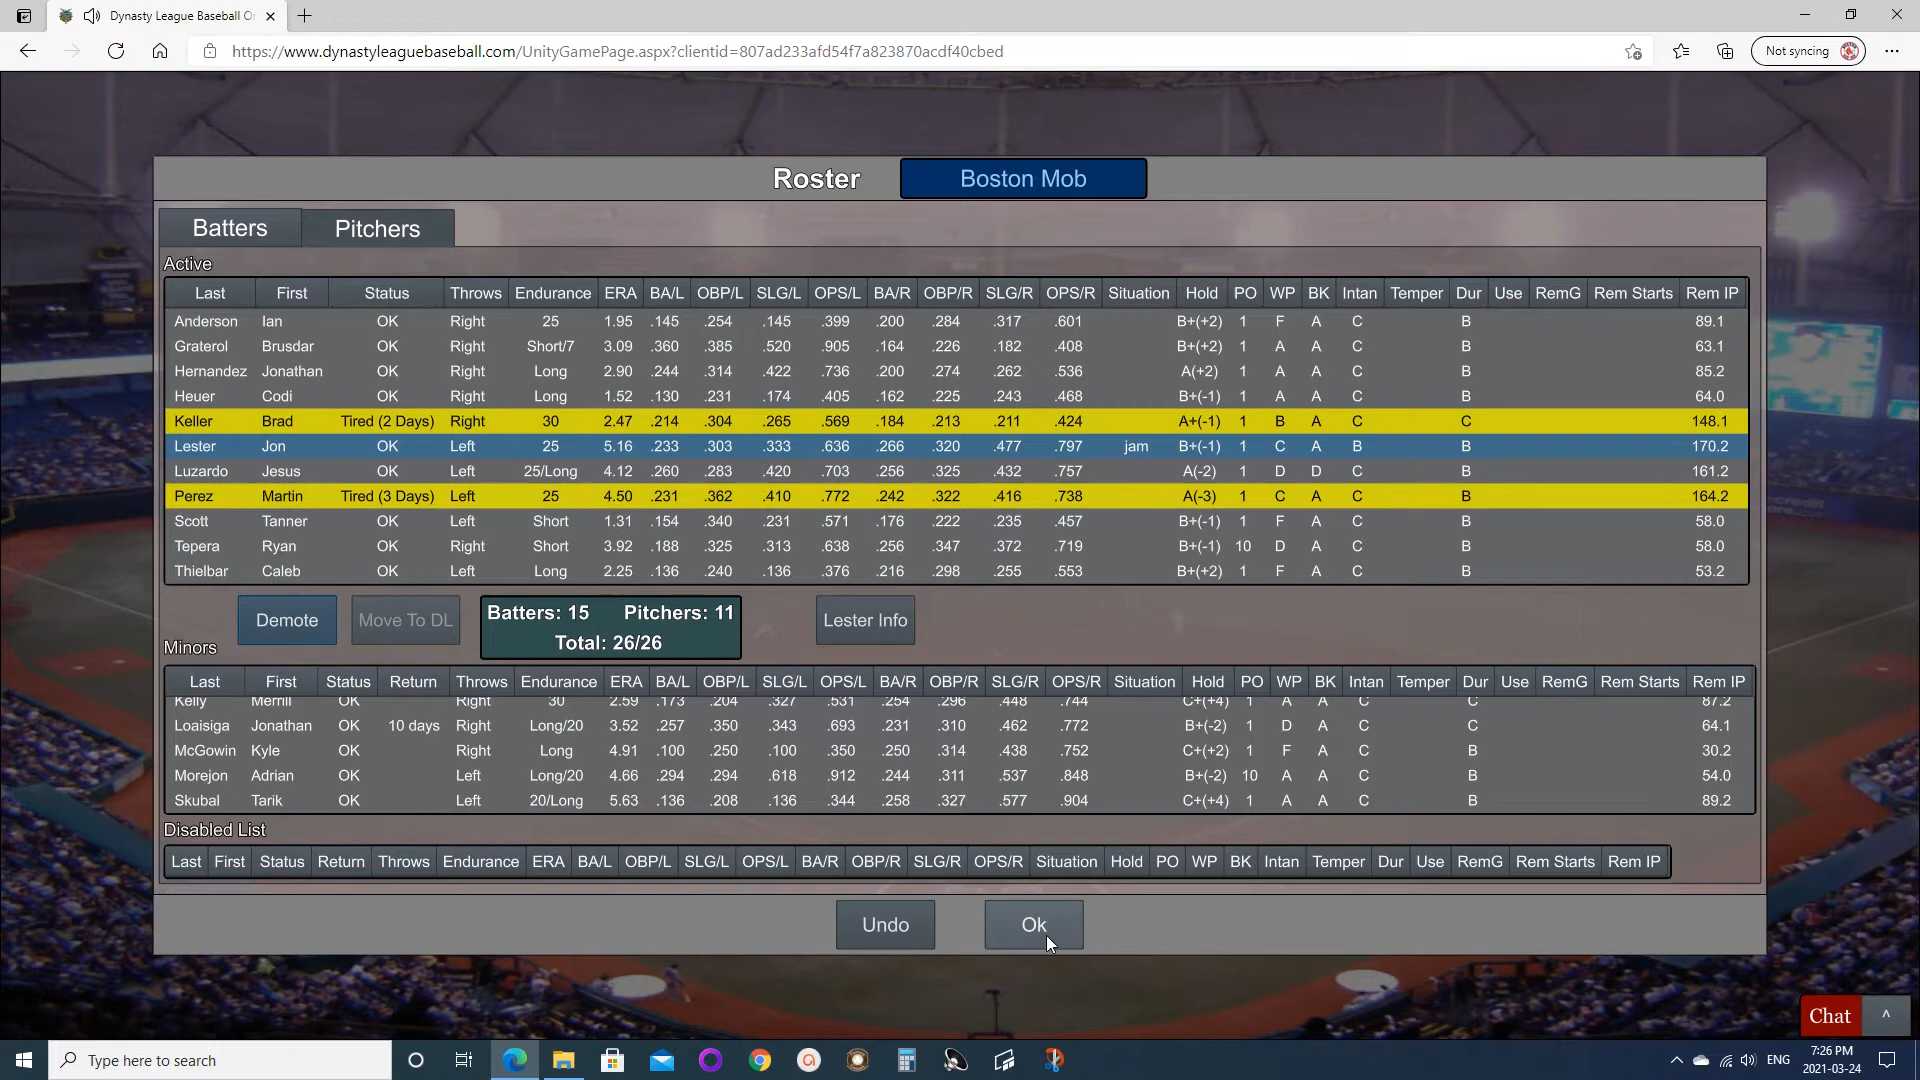 Dynasty League Baseball On
https://www.dynastyleaguebaseball.com/UnityGamePage.aspx?clientid=807ad233afd54f7a823870acdf40cbed
Not syncing
Roster Boston Mob
Batters Pitchers
Active
Last First Status Throws Endurance ERA BA/L OBP/L SLG/L OPS/L BA/R OBP/R SLG/R OPS/R Situation Hold PO WP BK Intan Temper Dur Use RemG Rem Starts Rem IP
Anderson Ian OK Right 25 1.95 .145 .254 .145 .399 .200 .284 .317 .601 B+(+2) 1 F A C B 89.1
Graterol Brusdar OK Right Short/7 3.09 .360 .385 .520 .905 .164 .226 .182 .408 B+(+2) 1 A A C B 63.1
Hernandez Jonathan OK Right Long 2.90 .244 .314 .422 .736 .200 .274 .262 .536 A(+2) 1 A A C B 85.2
Heuer Codi OK Right Long 1.52 .130 .231 .174 .405 .162 .225 .243 .468 B+(-1) 1 A A C B 64.0
Keller Brad Tired (2 Days) Right 30 2.47 .214 .304 .265 .569 .184 .213 .211 .424 A+(-1) 1 B A C C 148.1
Lester Jon OK Left 25 5.16 .233 .303 .333 .636 .266 .320 .477 .797 jam B+(-1) 1 C A B B 170.2
Luzardo Jesus OK Left 25/Long 4.12 .260 .283 .420 .703 .256 .325 .432 .757 A(-2) 1 D D C B 161.2
Perez Martin Tired (3 Days) Left 25 4.50 .231 .362 .410 .772 .242 .322 .416 .738 A(-3) 1 C A C B 164.2
Scott Tanner OK Left Short 1.31 .154 .340 .231 .571 .176 .222 .235 .457 B+(-1) 1 F A C B 58.0
Tepera Ryan OK Right Short 3.92 .188 .325 .313 .638 .256 .347 .372 .719 B+(-1) 10 D A C B 58.0
Thielbar Caleb OK Left Long 2.25 .136 .240 .136 .376 .216 .298 .255 .553 B+(+2) 1 F A C B 53.2
Demote Move To DL Batters: 15 Pitchers: 11 Lester Info
Total: 26/26
Minors
Last First Status Return Throws Endurance ERA BA/L OBP/L SLG/L OPS/L BA/R OBP/R SLG/R OPS/R Situation Hold PO WP BK Intan Temper Dur Use RemG Rem Starts Rem IP
Kelly Merrill OK Right 30 2.59 .173 .204 .327 .531 .254 .296 .448 .744 C+(+4) 1 A A C C 87.2
Loaisiga Jonathan OK 10 days Right Long/20 3.52 .257 .350 .343 .693 .231 .310 .462 .772 B+(-2) 1 D A C C 64.1
McGowin Kyle OK Right Long 4.91 .100 .250 .100 .350 .250 .314 .438 .752 C+(+2) 1 F A C B 30.2
Morejon Adrian OK Left Long/20 4.66 .294 .294 .618 .912 .244 .311 .537 .848 B+(-2) 10 A A C B 54.0
Skubal Tarik OK Left 20/Long 5.63 .136 .208 .136 .344 .258 .327 .577 .904 C+(+4) 1 A A C B 89.2
Disabled List
Last First Status Return Throws Endurance ERA BA/L OBP/L SLG/L OPS/L BA/R OBP/R SLG/R OPS/R Situation Hold PO WP BK Intan Temper Dur Use RemG Rem Starts Rem IP
Undo Ok
Chat
Type here to search
ENG
7:26 PM
2021-03-24